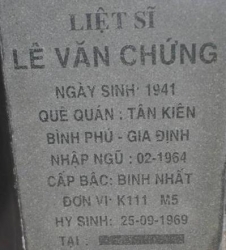 LIỆT SĨ
LÊ VĂN CHỨNG
NGÀY SINH: 1941
QUÊ QUÁN : TÂN KIÊN
BÌNH PHÚ - GIA ĐỊNH
NHẬP NGŨ : 02-1964
CẤP BẬC: BINH NHẤT
ĐƠN VỊ: K111 M5
HY SINH: 25-09-1969
TẠI :